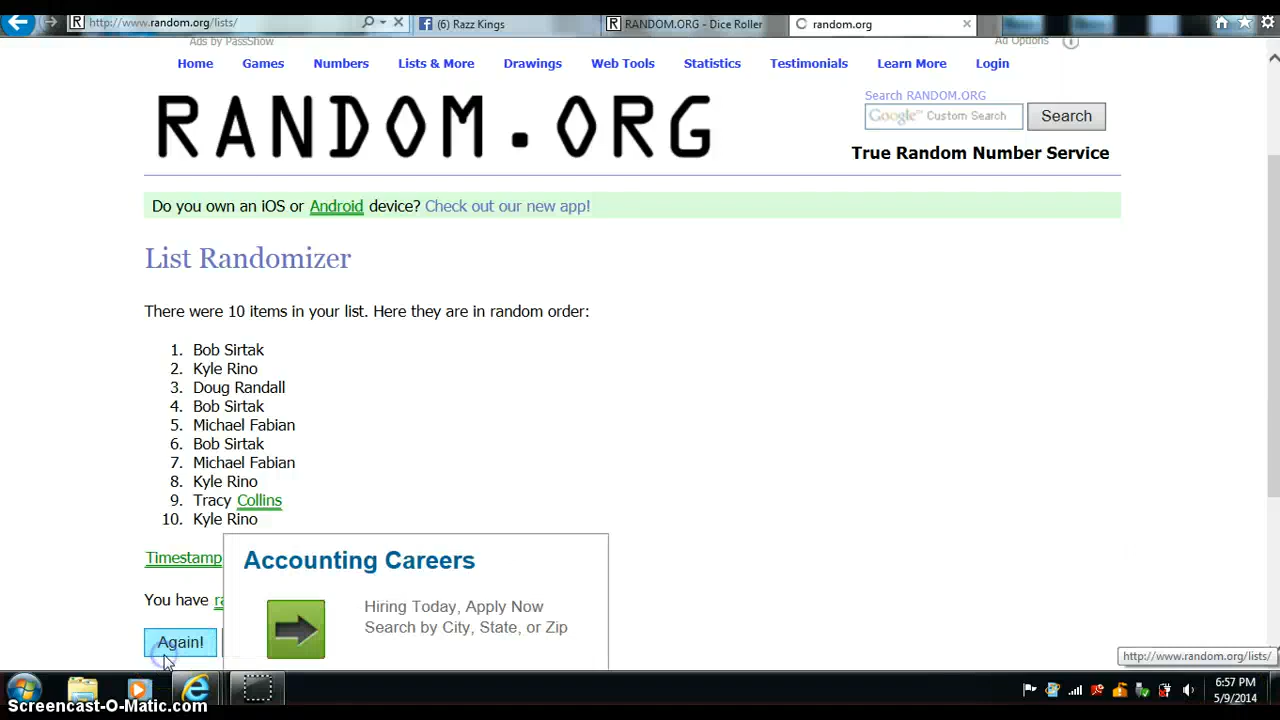 http://www.random.org/lists/
(6) Razz Kings
RANDOM.ORG - Dice Roller
random.org
Ads by PassShow
Ad Options
Home Games Numbers Lists & More Drawings Web Tools Statistics Testimonials Learn More Login
RANDOM.ORG
Search RANDOM.ORG
Google™ Custom Search
Search
True Random Number Service
Do you own an iOS or Android device? Check out our new app!
List Randomizer
There were 10 items in your list. Here they are in random order:
1. Bob Sirtak
2. Kyle Rino
3. Doug Randall
4. Bob Sirtak
5. Michael Fabian
6. Bob Sirtak
7. Michael Fabian
8. Kyle Rino
9. Tracy Collins
10. Kyle Rino
Timestamp
You have
Accounting Careers
Hiring Today, Apply Now
Search by City, State, or Zip
Again!
http://www.random.org/lists/
6:57 PM
5/9/2014
Screencast-O-Matic.com